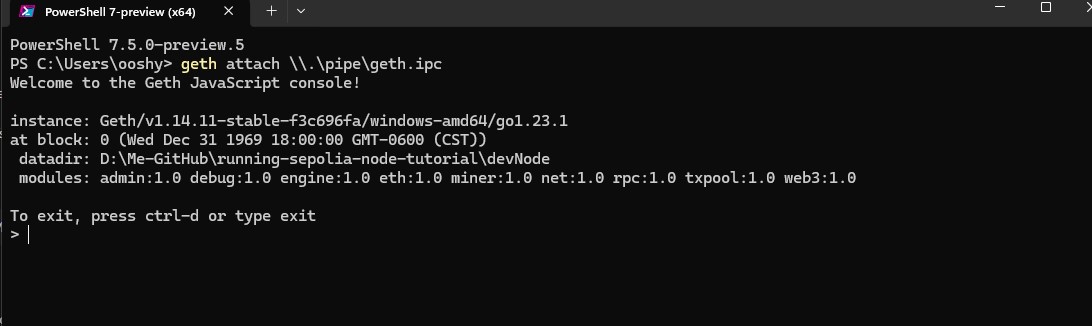 PowerShell 7-preview (x64)
PowerShell 7.5.0-preview.5
PS C:\Users\ooshy> geth attach \\.\pipe\geth.ipc
Welcome to the Geth JavaScript console!
instance: Geth/v1.14.11-stable-f3c696fa/windows-amd64/go1.23.1
at block: 0 (Wed Dec 31 1969 18:00:00 GMT-0600 (CST))
datadir: D:\Me-GitHub\running-sepolia-node-tutorial\devNode
modules: admin:1.0 debug:1.0 engine:1.0 eth:1.0 miner:1.0 net:1.0 rpc:1.0 txpool:1.0 web3:1.0
To exit, press ctrl-d or type exit
>